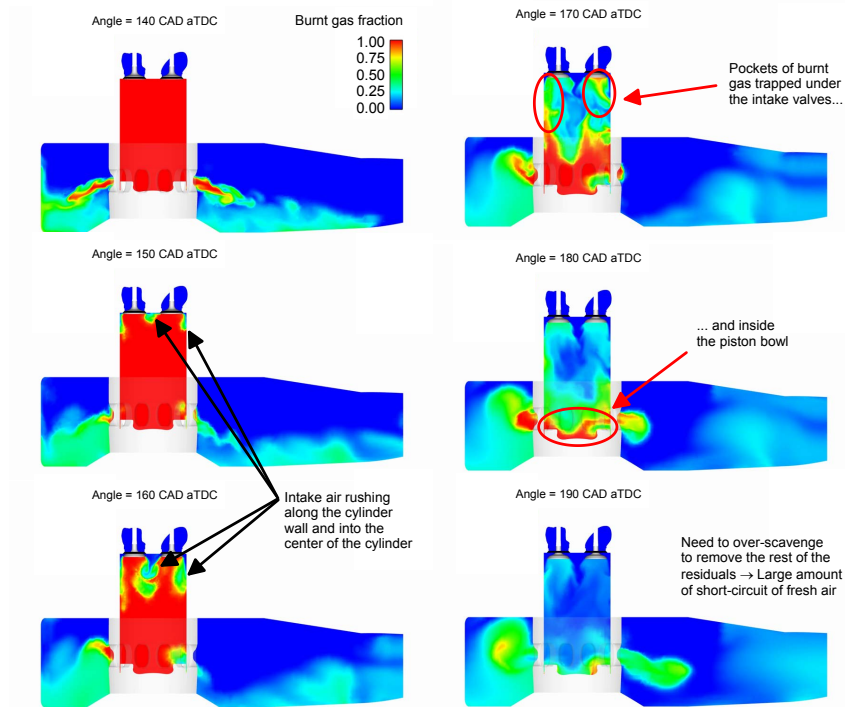 Angle = 140 CAD aTDC
Burnt gas fraction
1.00
0.75
0.50
0.25
0.00
Angle = 150 CAD aTDC
Angle = 160 CAD aTDC
Intake air rushing
along the cylinder
wall and into the
center of the cylinder
Angle = 170 CAD aTDC
Pockets of burnt
gas trapped under
the intake valves...
Angle = 180 CAD aTDC
... and inside
the piston bowl
Angle = 190 CAD aTDC
Need to over-scavenge
to remove the rest of the
residuals → Large amount
of short-circuit of fresh air